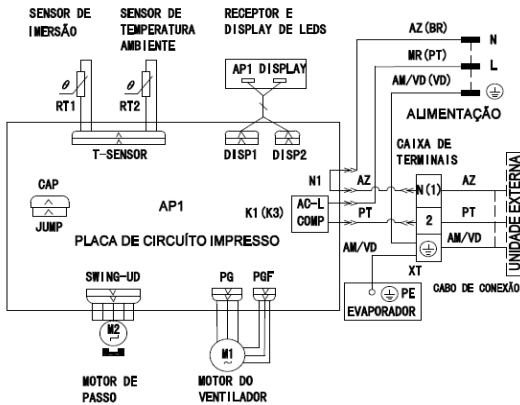 SENSOR DE
IMERSÃO
SENSOR DE
TEMPERATURA
AMBIENTE
RECEPTOR E
DISPLAY DE LEDS
AP1 DISPLAY
θ
RT1
θ
RT2
T-SENSOR
DISP1
DISP2
AZ(BR)
N
MR(PT)
L
AM/VD(VD)
ALIMENTAÇÃO
CAIXA DE
TERMINAIS
N1
AZ
N(1)
AZ
CAP
JUMP
AP1
K1(K3)
AC-L
COMP
PT
2
PT
PLACA DE CIRCUÍTO IMPRESSO
AM/VD
AM/VD
UNIDADE EXTERNA
XT
CABO DE CONEXÃO
PE
EVAPORADOR
SWING-UD
PG
PGF
M2
M1
~
MOTOR DE
PASSO
MOTOR DO
VENTILADOR